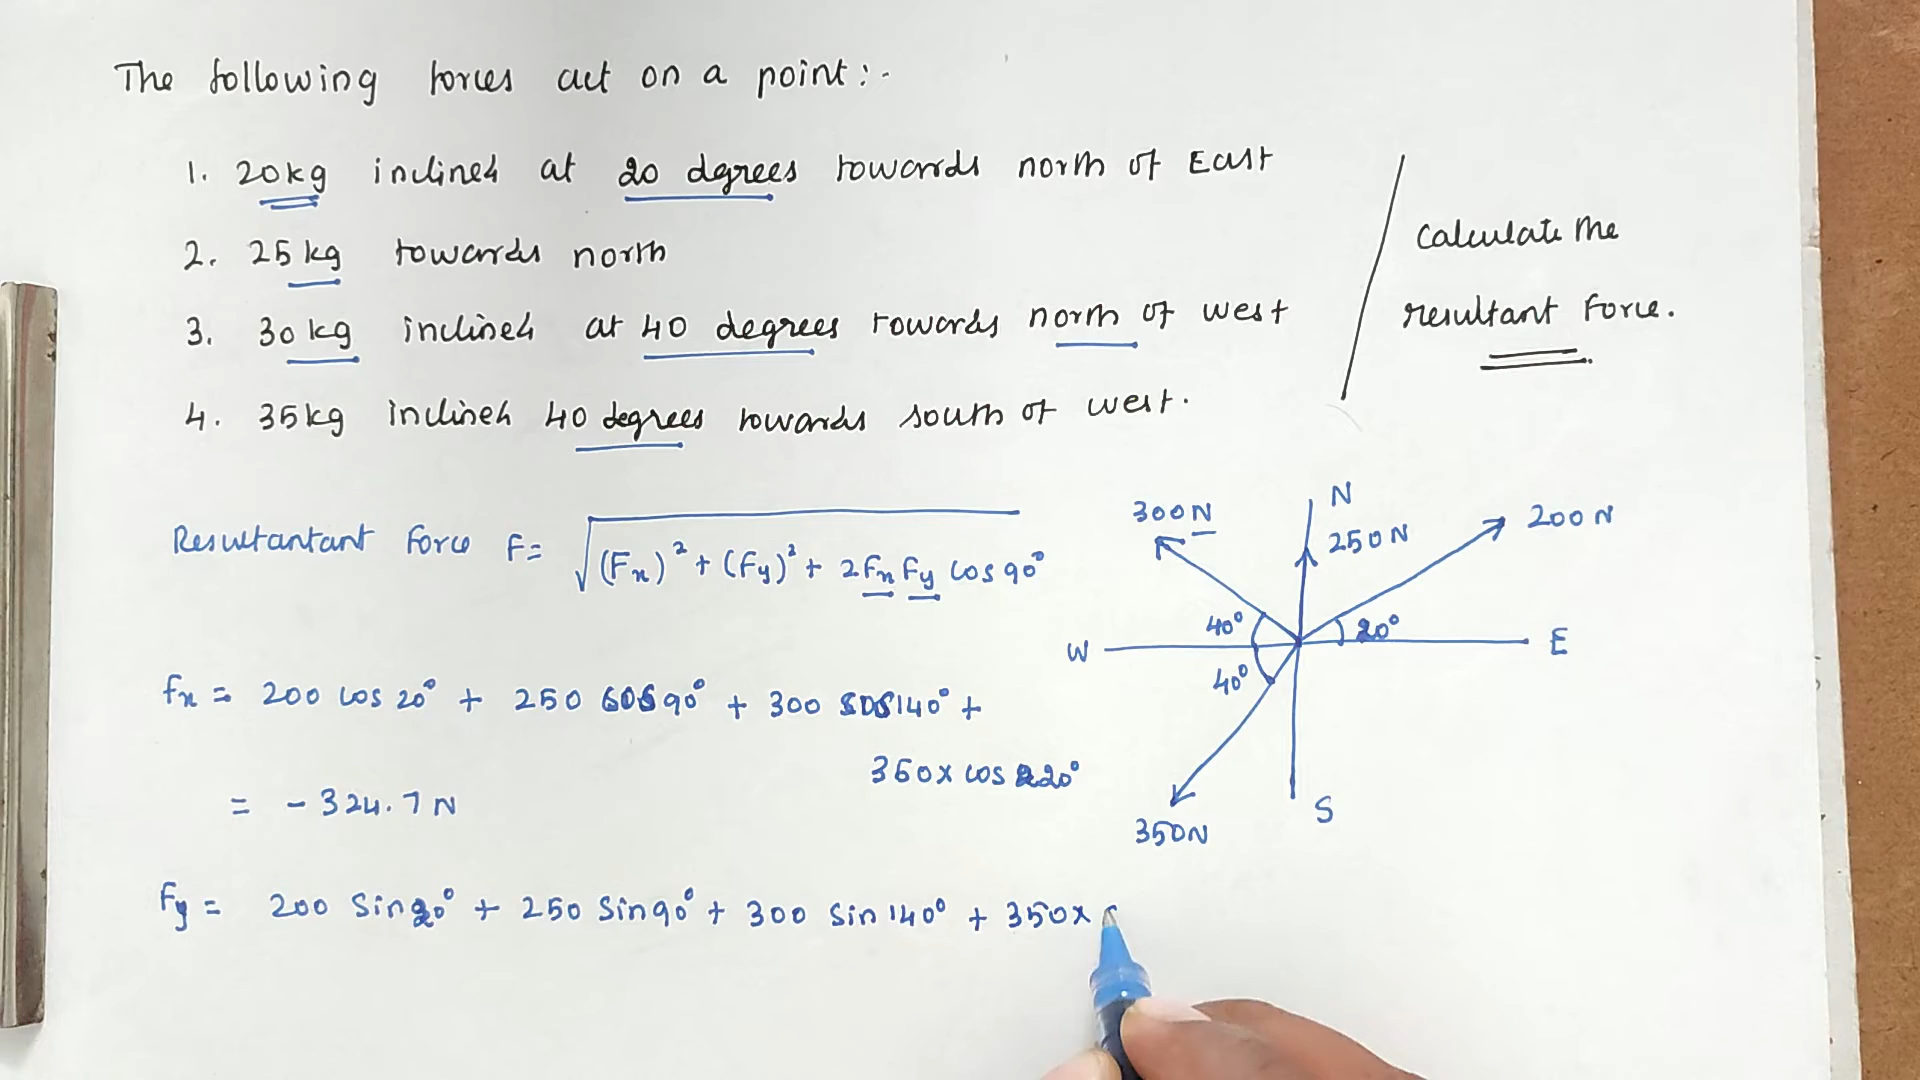 The following forces act on a point:-
1. 20kg inclined at 20 dgrees towards north of East
2. 25 kg towards north
3. 30 kg inclined at 40 degrees towards north of west
4. 35kg inclined 40 degrees towards south of west.
Calculate the
resultant force.
Resultantant force F= √(Fx)² + (Fy)² + 2Fx Fy cos 90°
Fx = 200 cos 20° + 250 cos 90° + 300 cos 140° +
350x cos 220°
= - 324.7 N
Fy = 200 Sin 20° + 250 Sin 90° + 300 Sin 140° + 350x
N
300N
250N
200N
40°
20°
W
E
40°
350N
S